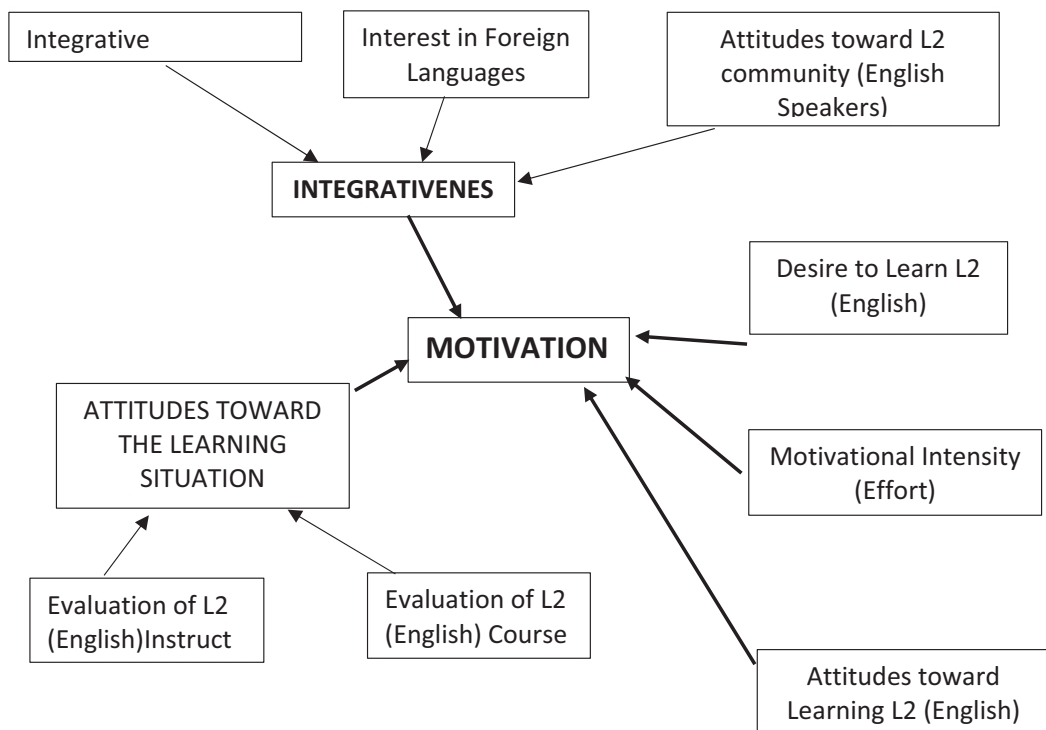 Integrative
Interest in Foreign
Languages
Attitudes toward L2
community (English
Speakers)
INTEGRATIVENES
Desire to Learn L2
(English)
MOTIVATION
ATTITUDES TOWARD
THE LEARNING
SITUATION
Motivational Intensity
(Effort)
Evaluation of L2
(English)Instruct
Evaluation of L2
(English) Course
Attitudes toward
Learning L2 (English)